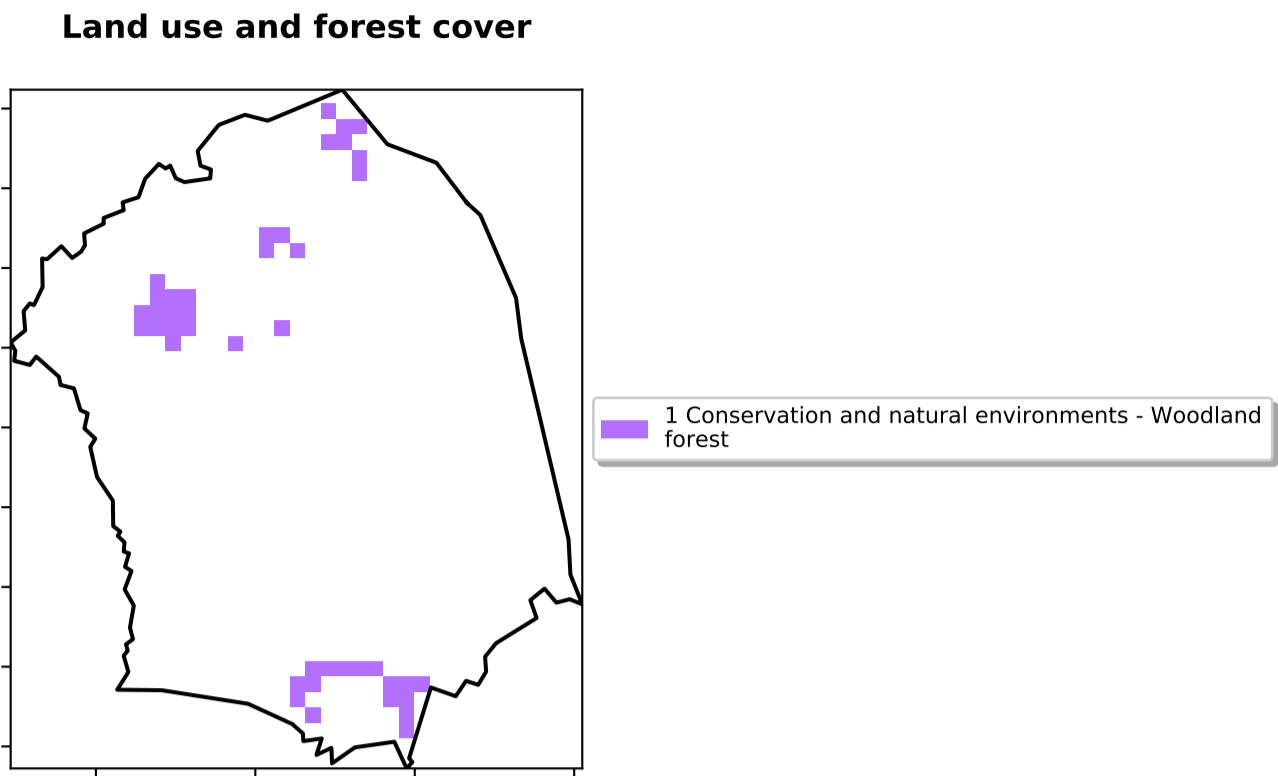 Land use and forest cover
1 Conservation and natural environments - Woodland
forest